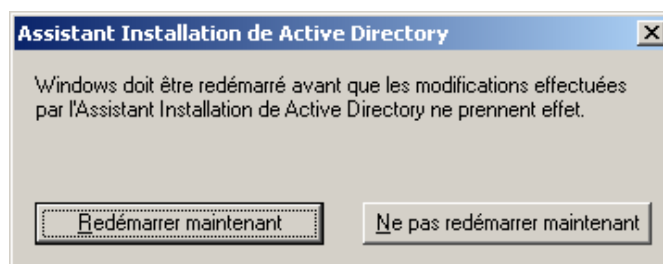 Assistant Installation de Active Directory
Windows doit être redémarré avant que les modifications effectuées
par l'Assistant Installation de Active Directory ne prennent effet.
Redémarrer maintenant
Ne pas redémarrer maintenant